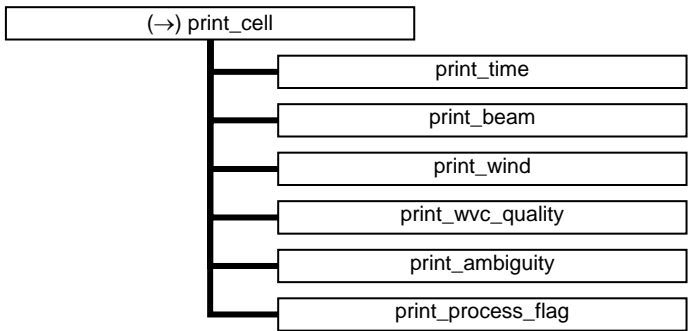 (→) print_cell
print_time
print_beam
print_wind
print_wvc_quality
print_ambiguity
print_process_flag